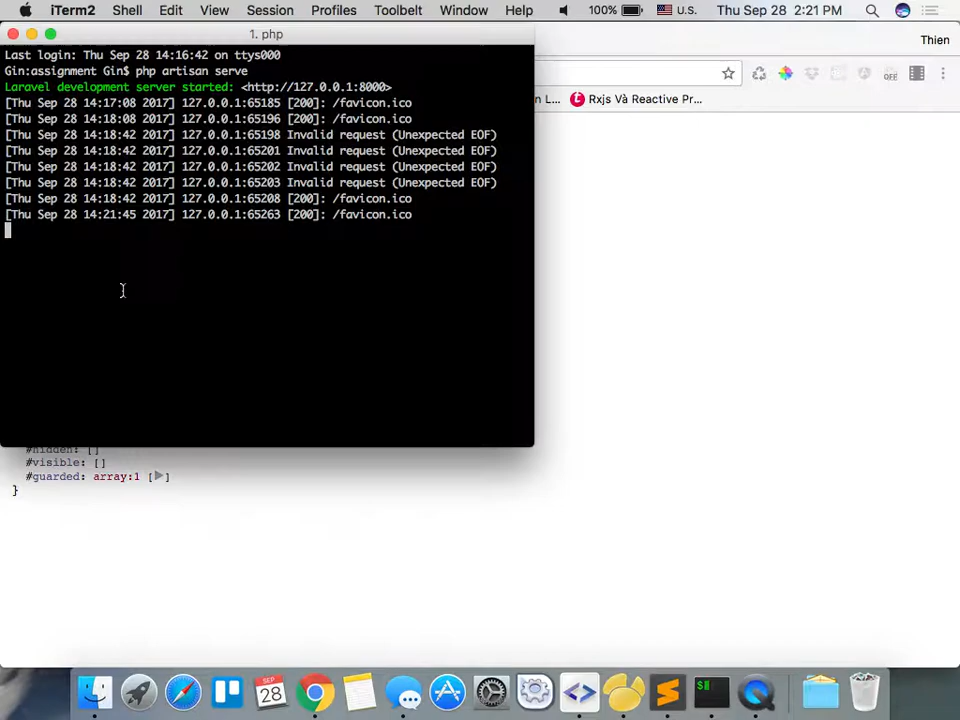 iTerm2 Shell Edit View Session Profiles Toolbelt Window Help 100% U.S. Thu Sep 28 2:21 PM
1. php
Thien
Last login: Thu Sep 28 14:16:42 on ttys000
Gin:assignment Gin$ php artisan serve
Laravel development server started: <http://127.0.0.1:8000>
OFF
[Thu Sep 28 14:17:08 2017] 127.0.0.1:65185 [200]: /favicon.ico
n L... Rxjs Và Reactive Pr...
[Thu Sep 28 14:18:08 2017] 127.0.0.1:65196 [200]: /favicon.ico
[Thu Sep 28 14:18:42 2017] 127.0.0.1:65198 Invalid request (Unexpected EOF)
[Thu Sep 28 14:18:42 2017] 127.0.0.1:65201 Invalid request (Unexpected EOF)
[Thu Sep 28 14:18:42 2017] 127.0.0.1:65202 Invalid request (Unexpected EOF)
[Thu Sep 28 14:18:42 2017] 127.0.0.1:65203 Invalid request (Unexpected EOF)
[Thu Sep 28 14:18:42 2017] 127.0.0.1:65208 [200]: /favicon.ico
[Thu Sep 28 14:21:45 2017] 127.0.0.1:65263 [200]: /favicon.ico
#hidden: []
#visible: []
#guarded: array:1 [▶]
}
SEP
28
$